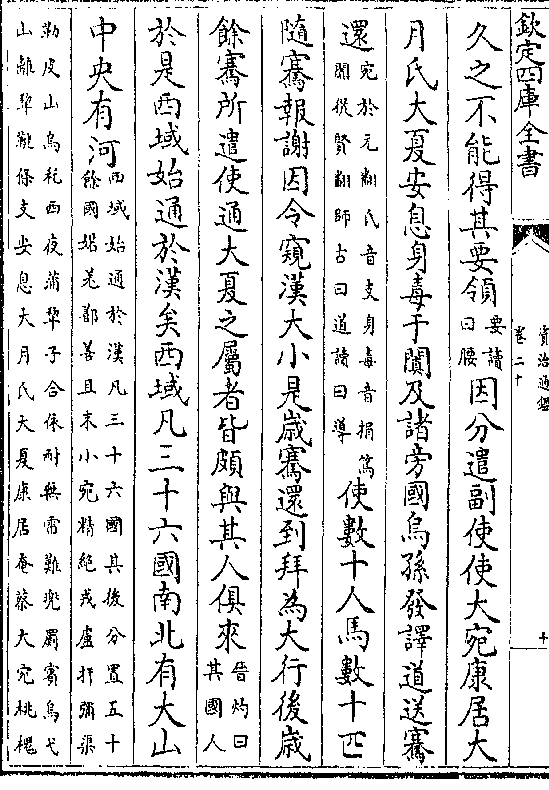 欽定四庫全書
資治通鑑
卷二十
十
久之不能得其要領要讀曰腰因分遣副使使大宛康居大
月氏大夏安息身毒于闐及諸旁國烏孫發譯道送騫
還宛於元翻氏音支身毒音捐篤閒從賢翻師古曰道讀曰導使數十人馬數十匹
隨騫報謝因令窺漢大小是歲騫還到拜為大行後歲
餘騫所遣使通大夏之屬者皆頗與其人俱來晉灼曰其國人
於是西域始通於漢矣西域凡三十六國南北有大山
中央有河西域始通於漢凡三十六國其後分置五十餘國婼羌鄯善且末小宛精絶戎盧扞彌渠
勒皮山烏秅西夜蒲犂子合依耐無雷難兜罽賓烏弋
山離犂靬條支安息大月氏大夏康居奄蔡大宛桃槐